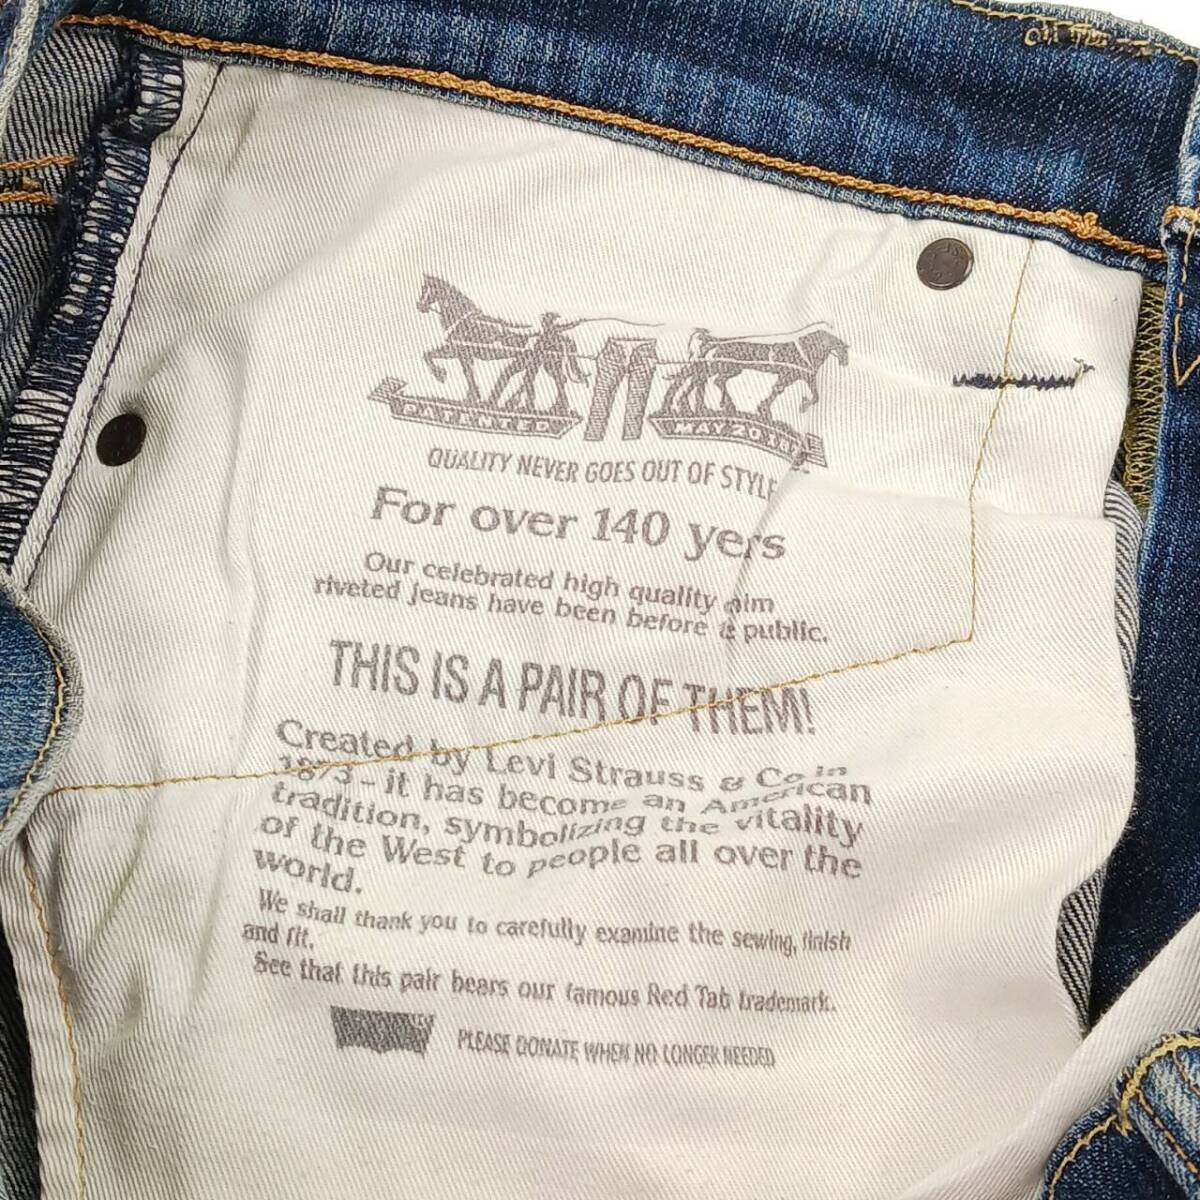 PATENTED MAY 20 187
QUALITY NEVER GOES OUT OF STYLE
For over 140 yers
Our celebrated high quality
riveted jeans have been before public.
THIS IS A PAIR OF THEM!
Created by Levi Strauss & Co in
1873 - it has become an American
tradition, symbolizing the vitality
of the West to people all over the
world.
We shall thank you to carefully examine the sewing, finish
and fit.
See that this pair bears our famous Red Tab trademark.
PLEASE DONATE WHEN NO LONGER NEEDED